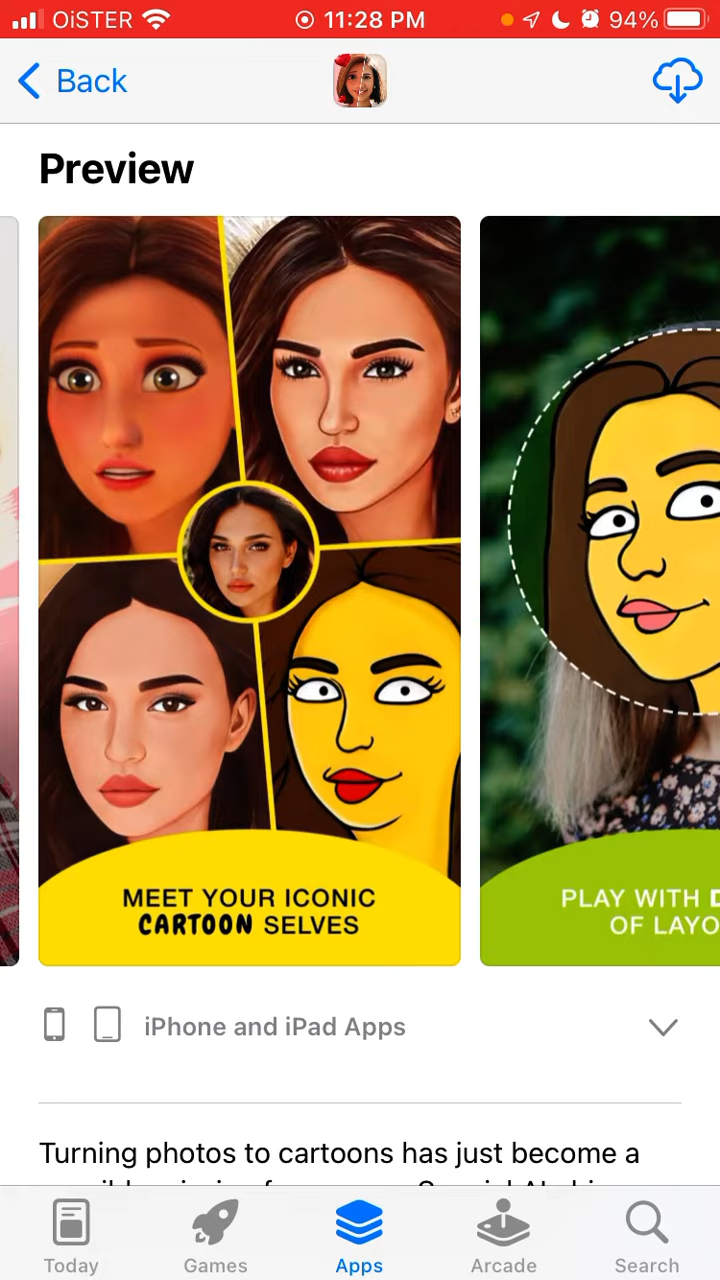 OiSTER 11:28 PM 94%
Back
Preview
MEET YOUR ICONIC
CARTOON SELVES
PLAY WITH
OF LAYO
iPhone and iPad Apps
Turning photos to cartoons has just become a
Today Games Apps Arcade Search